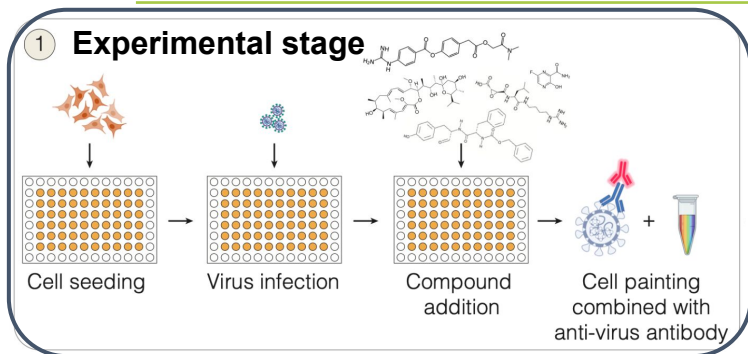 1 Experimental stage
Cell seeding
Virus infection
Compound
addition
Cell painting
combined with
anti-virus antibody
+